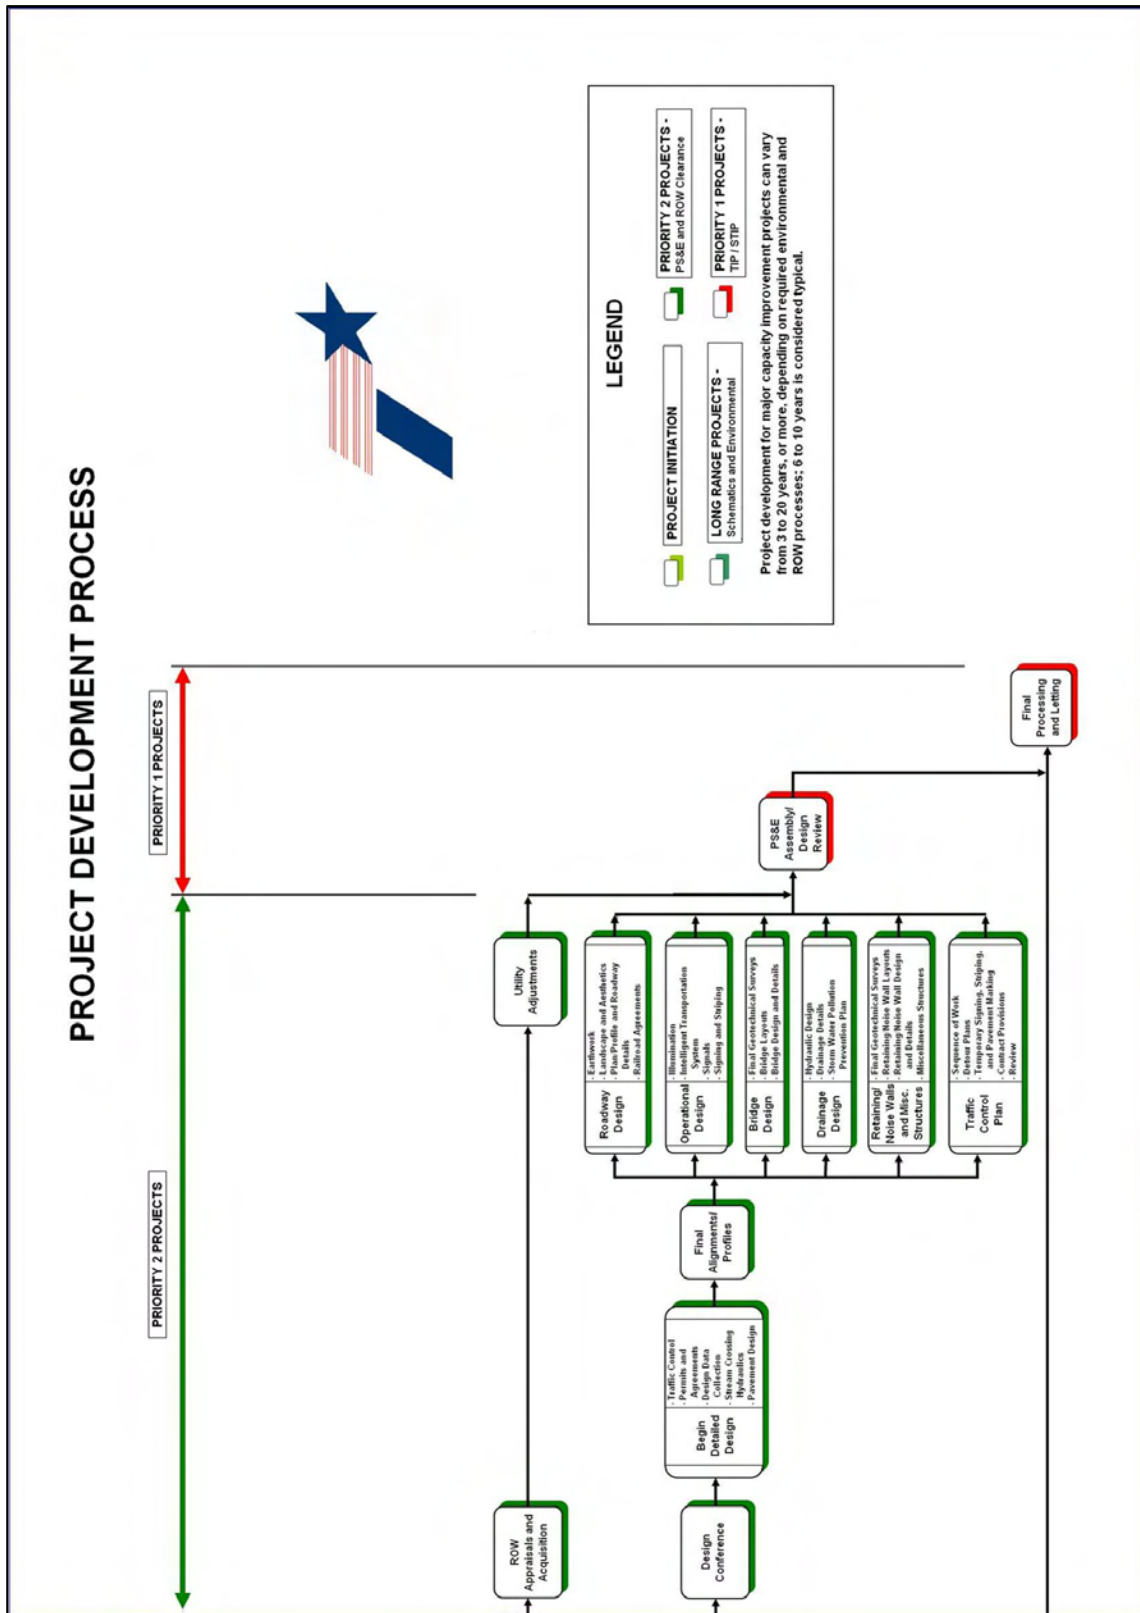 PROJECT DEVELOPMENT PROCESS
PRIORITY 2 PROJECTS
PRIORITY 1 PROJECTS
ROW
Appraisals and
Acquisition
Utility
Adjustments
Design
Conference
Begin
Detailed
Design
- Traffic Control
- Permits and
Agreements
- Design Data
Collection
- Stream Crossing
Hydraulics
- Pavement Design
Final
Alignments/
Profiles
Roadway
Design
- Earthwork
- Landscape and Aesthetics
- Plan/Profile and Roadway
Details
- Railroad Agreements
Operational
Design
- Illumination
- Intelligent Transportation
System
- Signals
- Signing and Striping
Bridge
Design
- Final Geotechnical Surveys
- Bridge Layouts
- Bridge Design and Details
Drainage
Design
- Hydraulic Design
- Drainage Details
- Storm Water Pollution
Prevention Plan
Retaining/
Noise Walls
and Misc.
Structures
- Final Geotechnical Surveys
- Retaining/Noise Wall Layouts
- Retaining/Noise Wall Design
and Details
- Miscellaneous Structures
Traffic
Control
Plan
- Sequence of Work
- Detour Plans
- Temporary Signing, Striping,
and Pavement Marking
- Contract Provisions
- Review
PS&E
Assembly/
Design
Review
Final
Processing
and Letting
LEGEND
PROJECT INITIATION
PRIORITY 2 PROJECTS -
PS&E and ROW Clearance
LONG RANGE PROJECTS -
Schematics and Environmental
PRIORITY 1 PROJECTS -
TIP / STIP
Project development for major capacity improvement projects can vary
from 3 to 20 years, or more, depending on required environmental and
ROW processes; 6 to 10 years is considered typical.